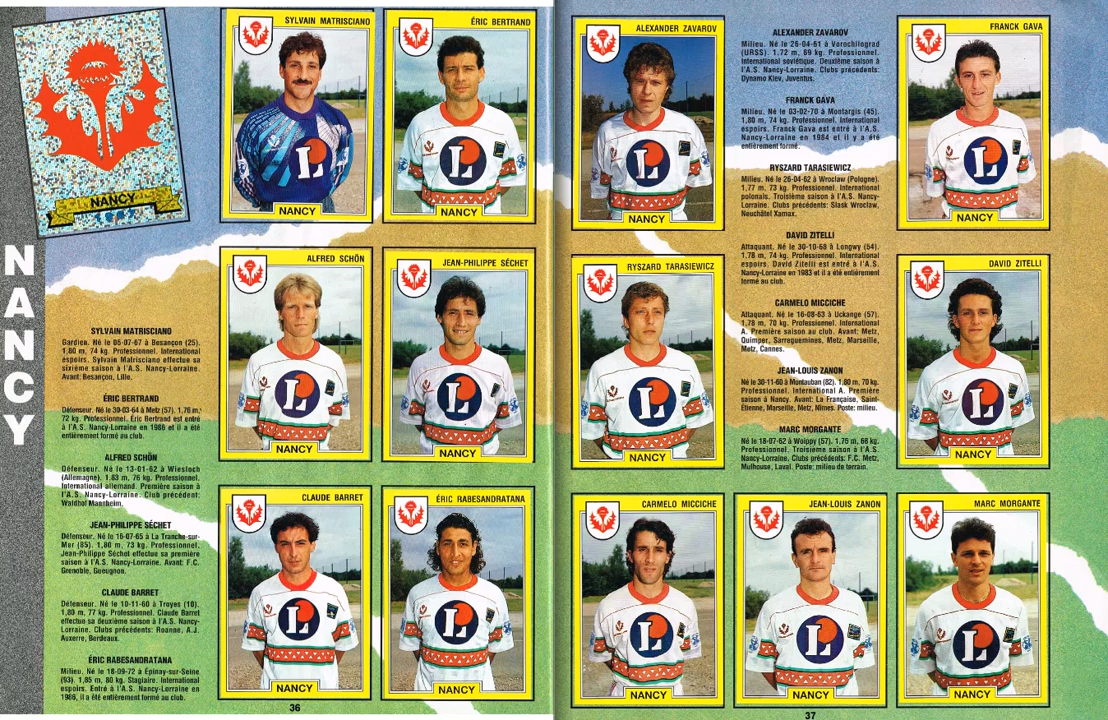 NANCY
NANCY
SYLVAIN MATRISCIANO
NANCY
ÉRIC BERTRAND
NANCY
ALFRED SCHÖN
NANCY
JEAN-PHILIPPE SÉCHET
NANCY
CLAUDE BARRET
NANCY
ÉRIC RABESANDRATANA
NANCY
SYLVAIN MATRISCIANO
Gardien. Né le 05-07-67 à Besançon (25).
1,80 m, 74 kg. Professionnel. International
espoirs. Sylvain Matrisciano effectue sa
sixième saison à l'A.S. Nancy-Lorraine.
Avant: Besançon, Lille.
ÉRIC BERTRAND
Défenseur. Né le 30-03-64 à Metz (57). 1,76 m,
72 kg. Professionnel. Éric Bertrand est entré
à l'A.S. Nancy-Lorraine en 1980 et il a été
entièrement formé au club.
ALFRED SCHÖN
Défenseur. Né le 13-01-62 à Wiesloch
(Allemagne). 1.83 m, 76 kg. Professionnel.
International allemand. Première saison à
l'A.S. Nancy-Lorraine. Club précédent:
Waldhof Mannheim.
JEAN-PHILIPPE SÉCHET
Défenseur. Né le 16-07-65 à La Tranche-sur-
Mer (85). 1,80 m, 73 kg. Professionnel.
Jean-Philippe Séchet effectue sa première
saison à l'A.S. Nancy-Lorraine. Avant: F.C.
Grenoble, Gueugnon.
CLAUDE BARRET
Défenseur. Né le 10-11-60 à Troyes (10).
1,80 m, 77 kg. Professionnel. Claude Barret
effectue sa deuxième saison à l'A.S. Nancy-
Lorraine. Clubs précédents: Roanne, A.J.
Auxerre, Bordeaux.
ÉRIC RABESANDRATANA
Milieu. Né le 18-09-72 à Épinay-sur-Seine
(93). 1,85 m, 80 kg. Stagiaire. International
espoirs. Entré à l'A.S. Nancy-Lorraine en
1986, il a été entièrement formé au club.
36
ALEXANDER ZAVAROV
NANCY
FRANCK GAVA
NANCY
RYSZARD TARASIEWICZ
NANCY
DAVID ZITELLI
NANCY
CARMELO MICCICHE
NANCY
JEAN-LOUIS ZANON
NANCY
MARC MORGANTE
NANCY
ALEXANDER ZAVAROV
Milieu. Né le 26-04-61 à Vorochilograd
(URSS). 1,72 m, 69 kg. Professionnel.
International soviétique. Deuxième saison à
l'A.S. Nancy-Lorraine. Clubs précédents:
Dynamo Kiev, Juventus.
FRANCK GAVA
Milieu. Né le 03-02-70 à Montargis (45).
1,80 m, 74 kg. Professionnel. International
espoirs. Franck Gava est entré à l'A.S.
Nancy-Lorraine en 1984 et il y a été
entièrement formé.
RYSZARD TARASIEWICZ
Milieu. Né le 26-04-62 à Wroclaw (Pologne).
1,77 m, 73 kg. Professionnel. International
polonais. Troisième saison à l'A.S. Nancy-
Lorraine. Clubs précédents: Slask Wroclaw,
Neuchâtel Xamax.
DAVID ZITELLI
Attaquant. Né le 30-10-68 à Longwy (54).
1,78 m, 74 kg. Professionnel. International
espoirs. David Zitelli est entré à l'A.S.
Nancy-Lorraine en 1983 et il a été entièrement
formé au club.
CARMELO MICCICHE
Attaquant. Né le 16-08-63 à Uckange (57).
1,78 m, 70 kg. Professionnel. International
A. Première saison au club. Avant: Metz,
Quimper, Sarreguemines, Metz, Marseille,
Metz, Cannes.
JEAN-LOUIS ZANON
Né le 30-11-60 à Montauban (82). 1,80 m, 70 kg.
Professionnel. International A. Première
saison à Nancy. Avant: La Française, Saint-
Étienne, Marseille, Metz, Nîmes. Poste: milieu.
MARC MORGANTE
Né le 18-07-62 à Woippy (57). 1,75 m, 66 kg.
Professionnel. Troisième saison à l'A.S.
Nancy-Lorraine. Clubs précédents: F.C. Metz,
Mulhouse, Laval. Poste: milieu de terrain.
37